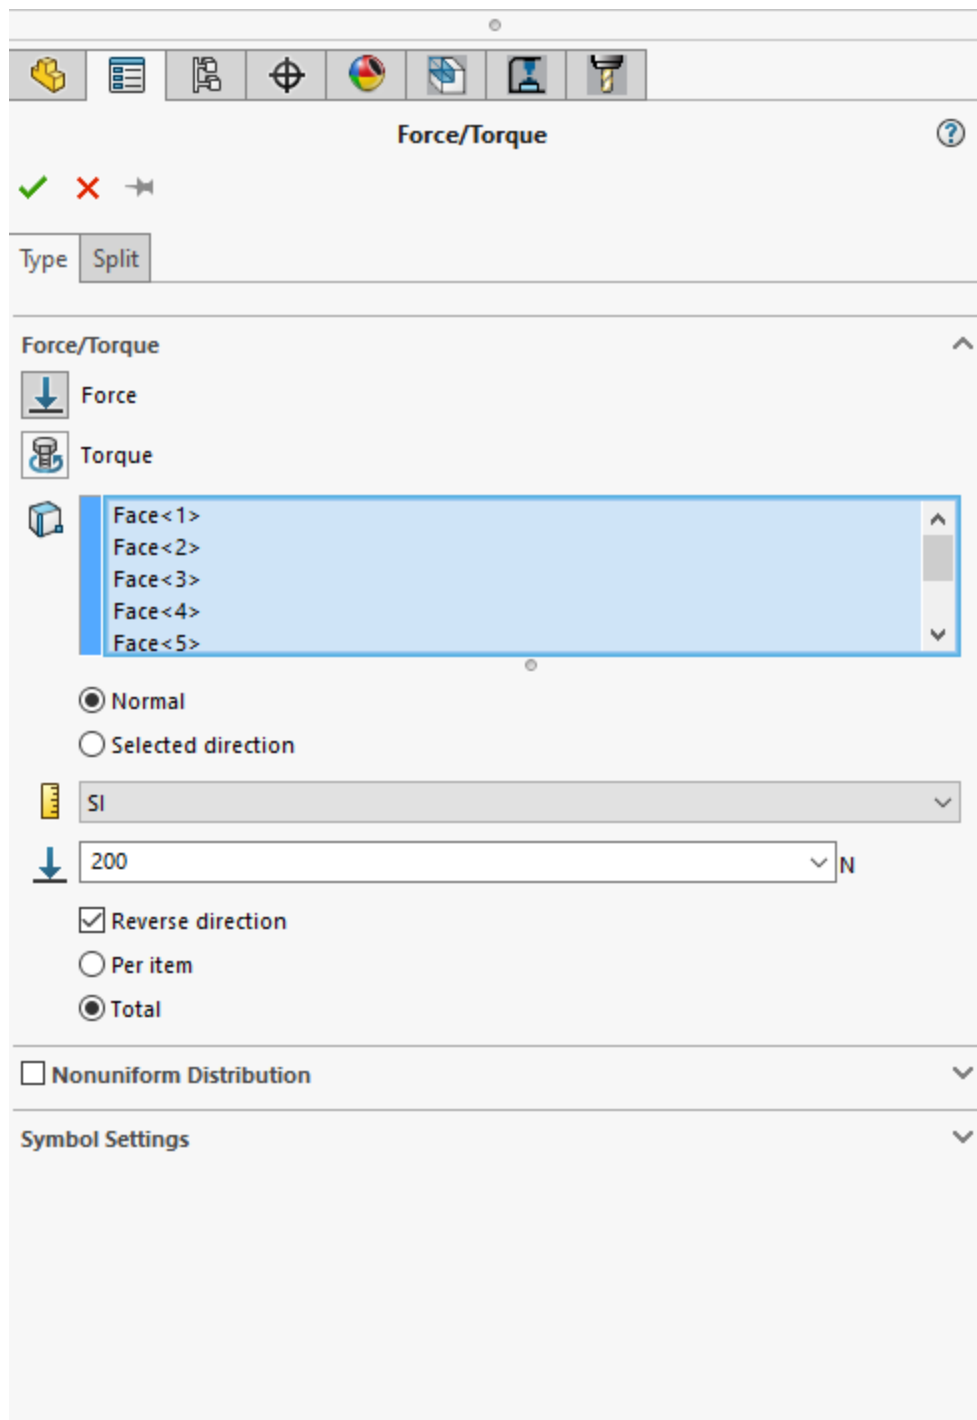 Force/Torque
Type Split
Force/Torque
Force
Torque
Face<1>
Face<2>
Face<3>
Face<4>
Face<5>
Normal
Selected direction
SI
200 N
Reverse direction
Per item
Total
Nonuniform Distribution
Symbol Settings